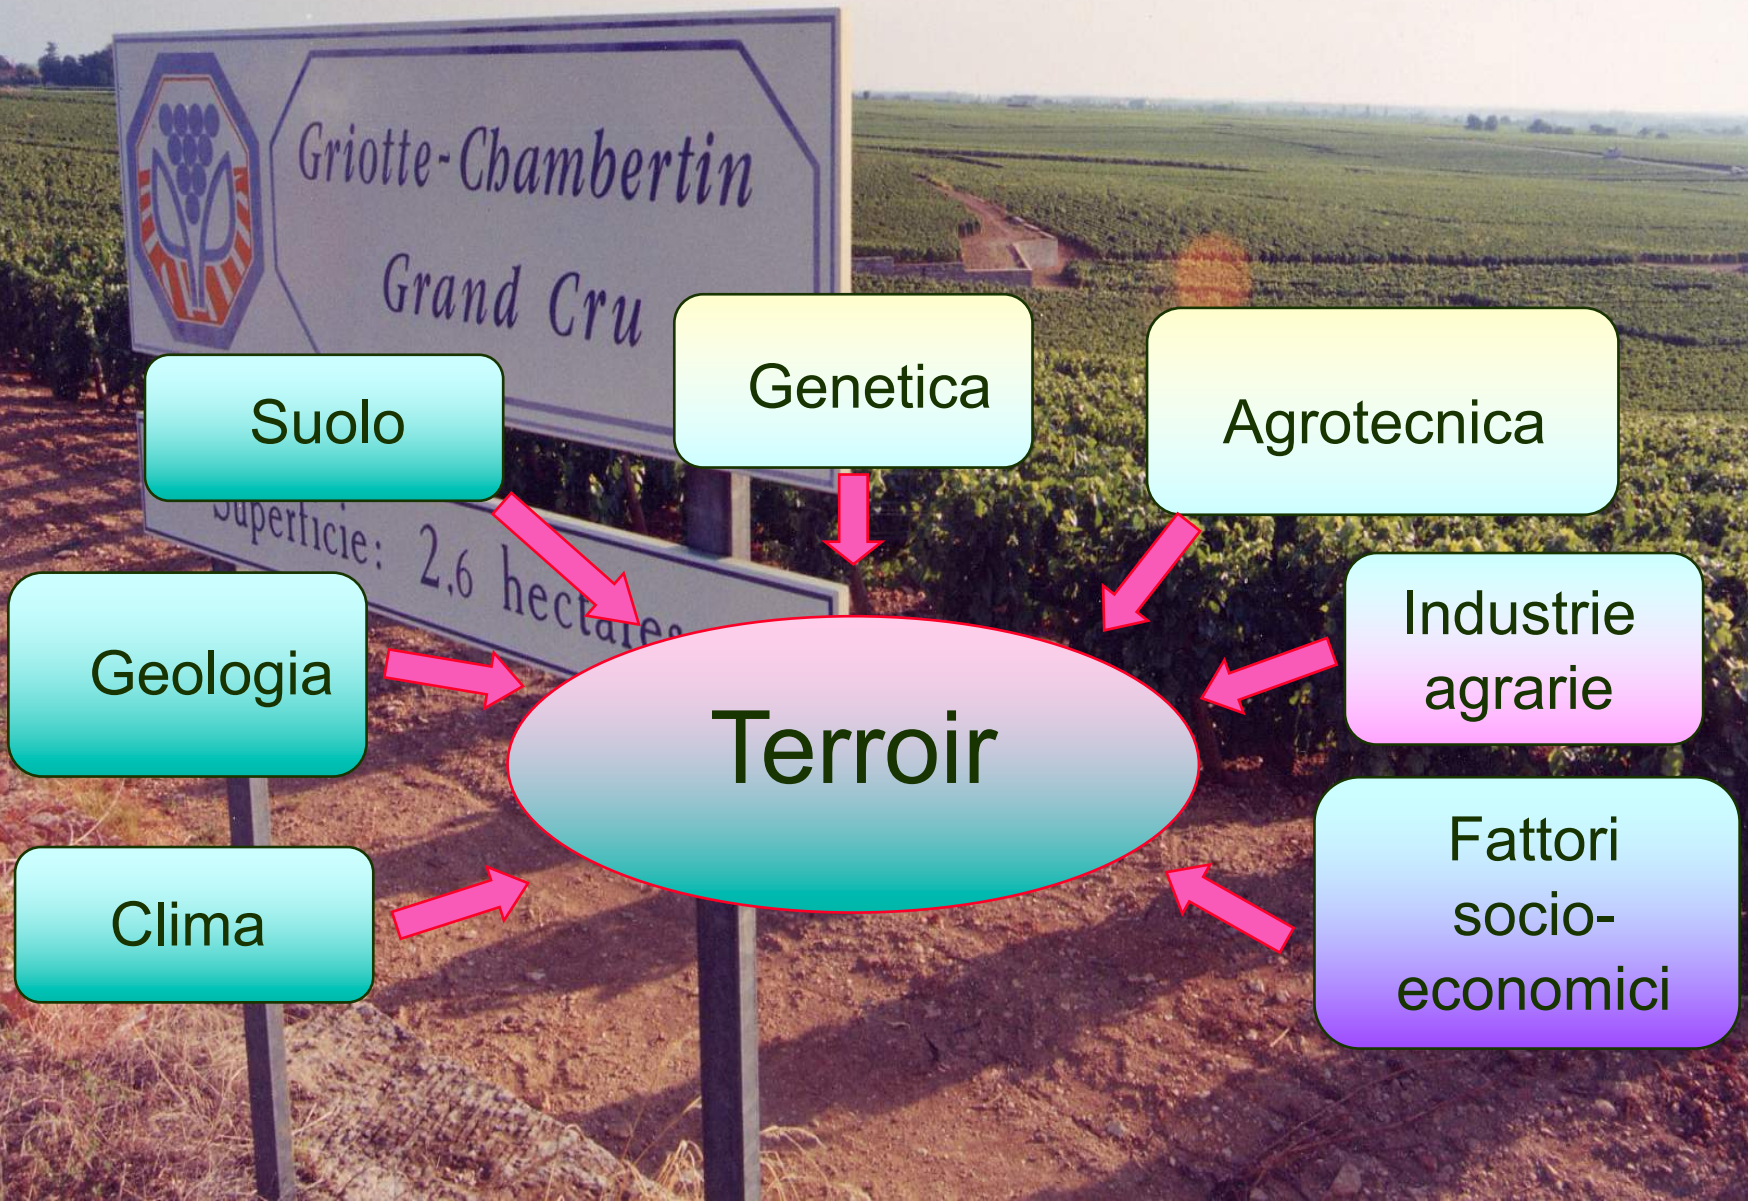 Griotte-Chambertin
Grand Cru
Superficie: 2,6 hectares
Suolo
Genetica
Agrotecnica
Geologia
Industrie
agrarie
Terroir
Clima
Fattori
socio-
economici